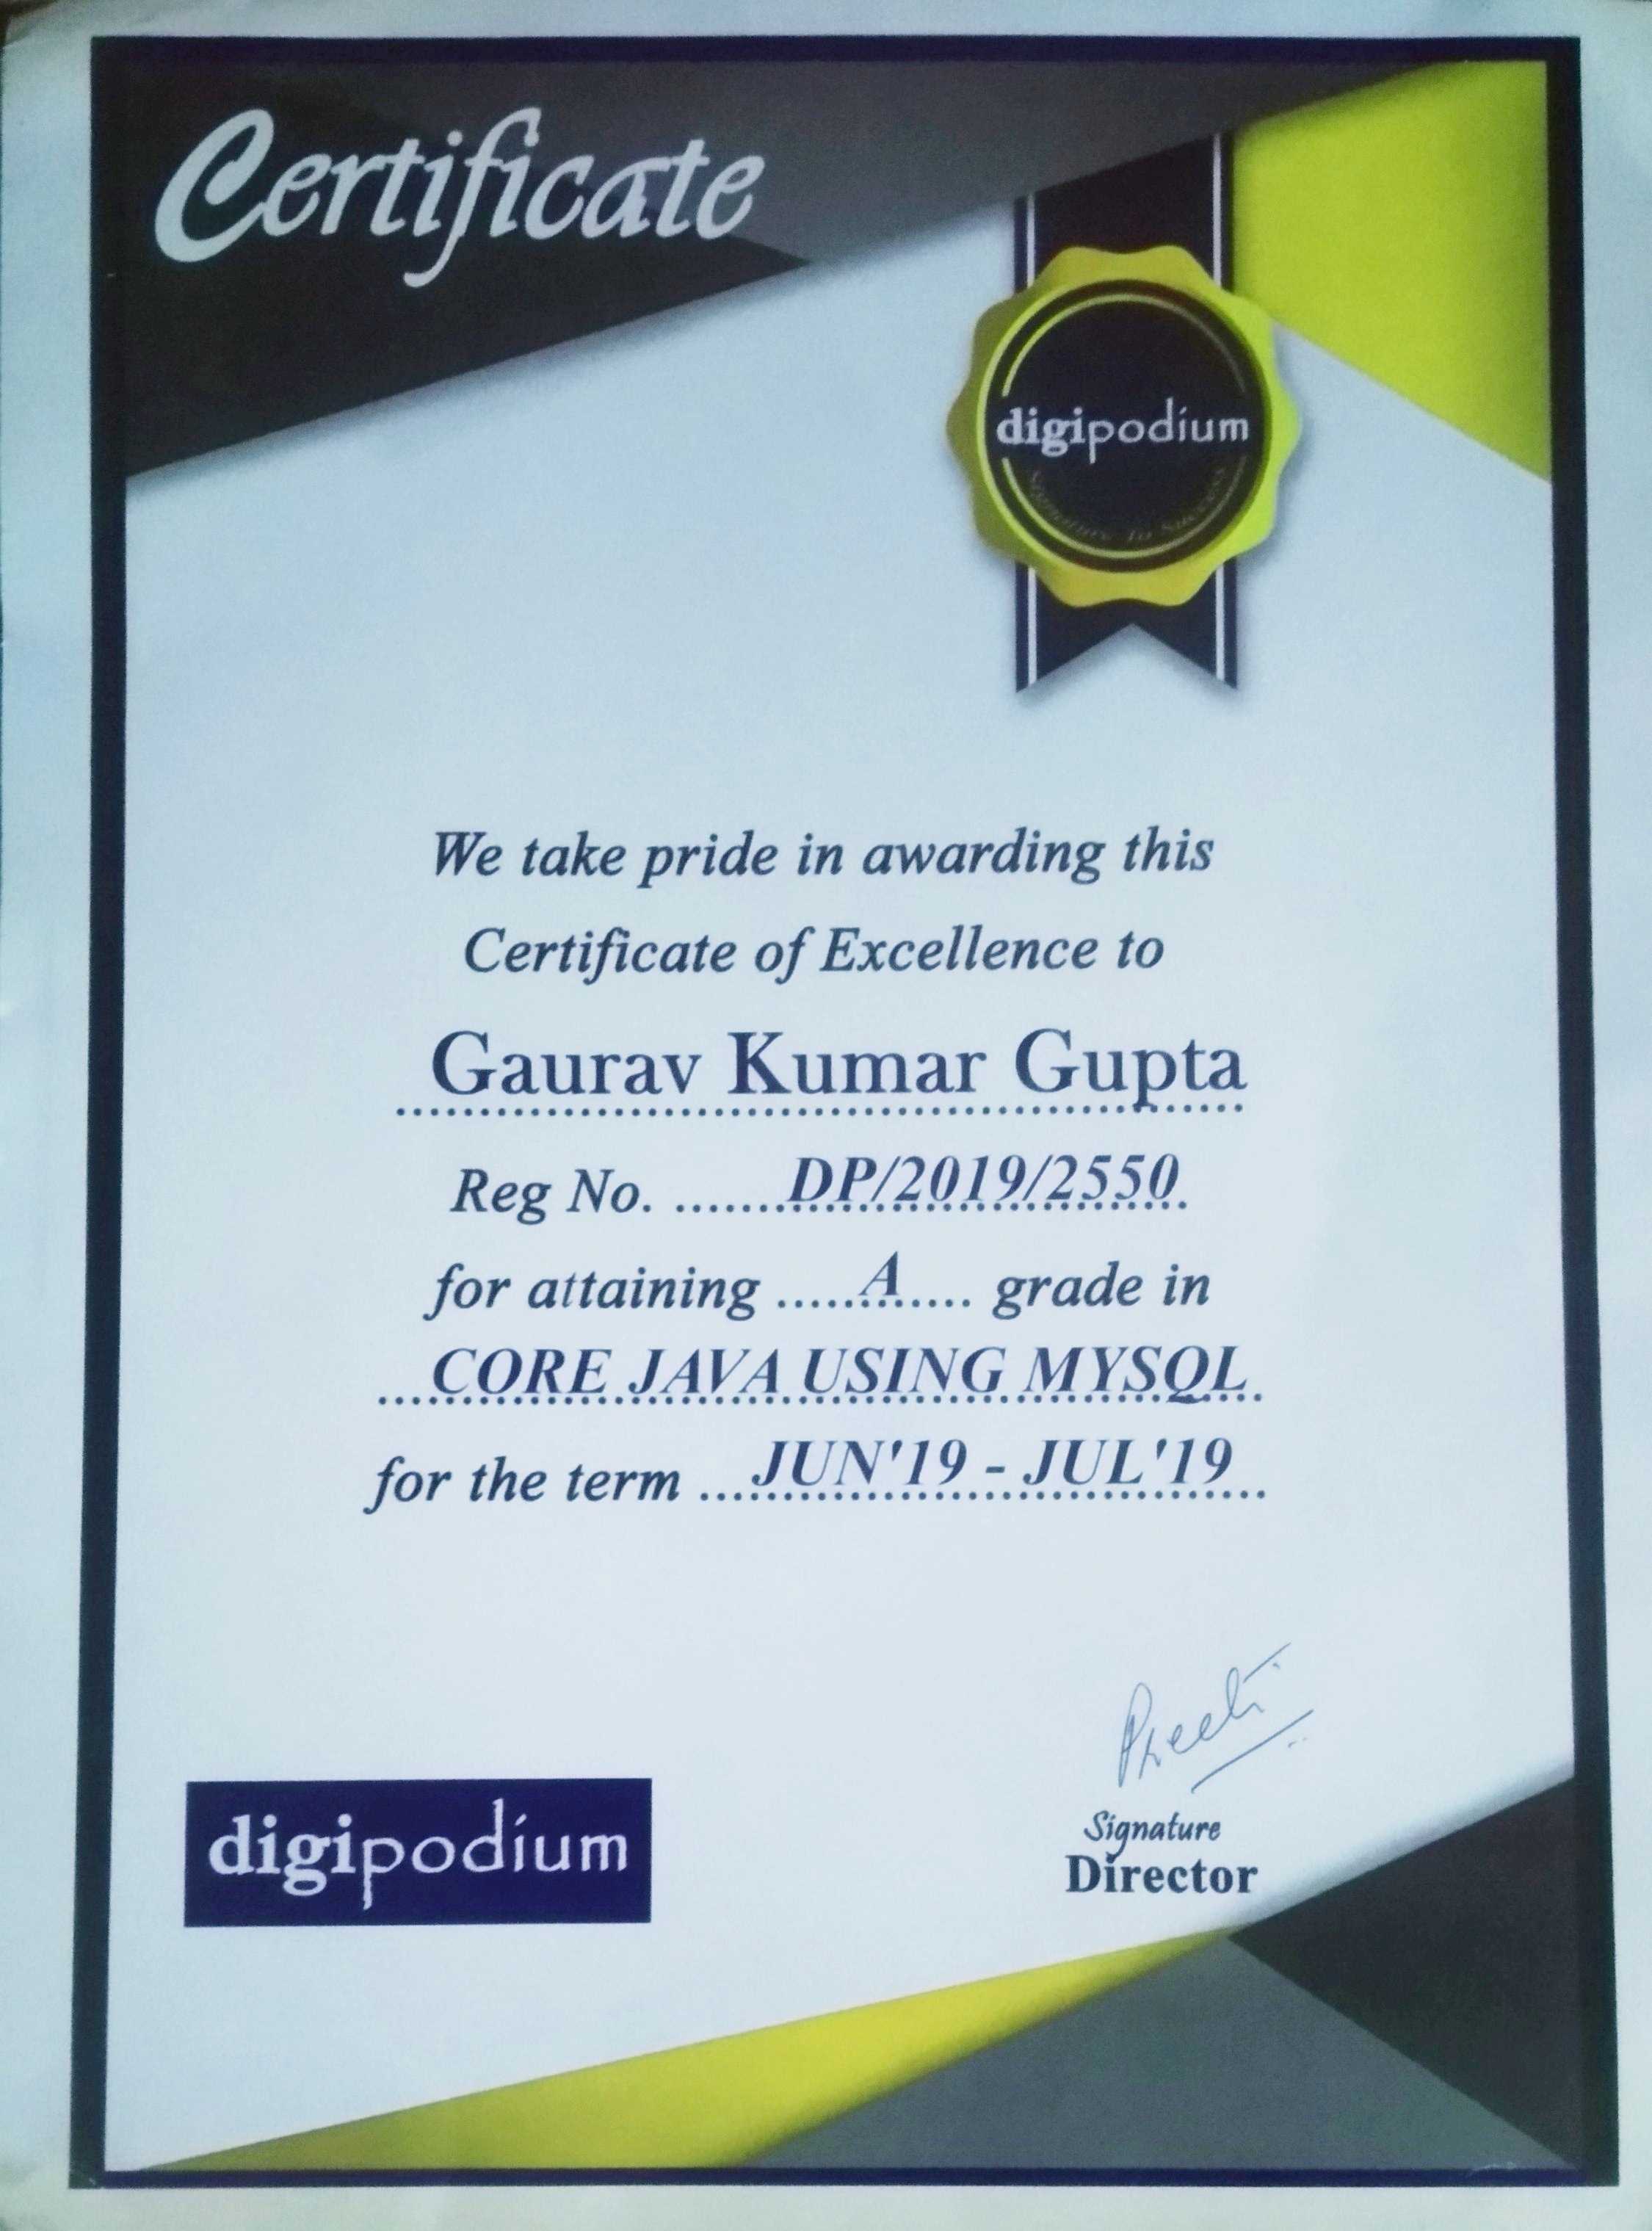 Certificate
digipodium
Signature To Success
We take pride in awarding this
Certificate of Excellence to
Gaurav Kumar Gupta
Reg No. .......DP/2019/2550.
for attaining .....A..... grade in
...CORE JAVA USING MYSQL.
for the term ...JUN'19 - JUL'19..
Preeti
digipodium
Signature
Director